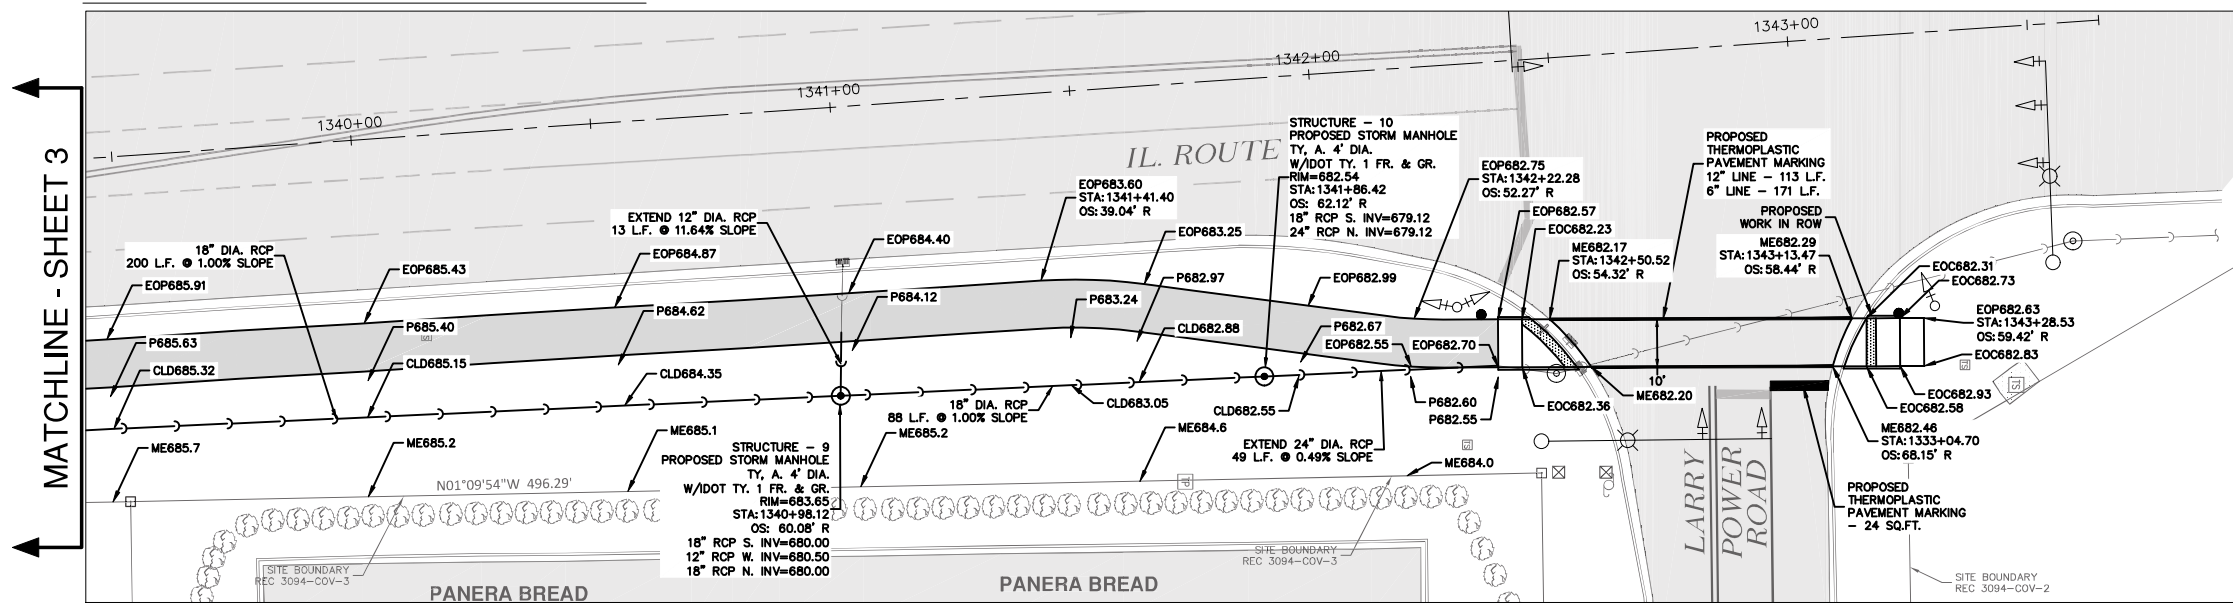 MATCHLINE - SHEET 3
1340+00
1341+00
1342+00
1343+00
IL. ROUTE
STRUCTURE - 10
PROPOSED STORM MANHOLE
TY, A. 4' DIA.
W/IDOT TY. 1 FR. & GR.
RIM=682.54
STA:1341+86.42
OS: 62.12' R
18" RCP S. INV=679.12
24" RCP N. INV=679.12
EOP683.60
STA:1341+41.40
OS:39.04' R
EOP682.75
STA:1342+22.28
OS:52.27' R
PROPOSED
THERMOPLASTIC
PAVEMENT MARKING
12" LINE - 113 L.F.
6" LINE - 171 L.F.
PROPOSED
WORK IN ROW
EXTEND 12" DIA. RCP
13 L.F. @ 11.64% SLOPE
18" DIA. RCP
200 L.F. @ 1.00% SLOPE
EOP685.91
EOP685.43
EOP684.87
EOP684.40
EOP683.25
EOP682.99
EOP682.57
EOC682.23
ME682.17
STA:1342+50.52
OS:54.32' R
ME682.29
STA:1343+13.47
OS:58.44' R
EOC682.31
EOC682.73
EOP682.63
STA:1343+28.53
OS:59.42' R
EOC682.83
P685.63
P685.40
P684.62
P684.12
P683.24
P682.97
CLD682.88
P682.67
EOP682.55
EOP682.70
CLD685.32
CLD685.15
CLD684.35
18" DIA. RCP
88 L.F. @ 1.00% SLOPE
CLD683.05
CLD682.55
P682.60
P682.55
EOC682.36
10'
ME682.20
EOC682.93
EOC682.58
ME682.46
STA:1333+04.70
OS:68.15' R
ME685.7
ME685.2
ME685.1
ME685.2
ME684.6
ME684.0
EXTEND 24" DIA. RCP
49 L.F. @ 0.49% SLOPE
STRUCTURE - 9
PROPOSED STORM MANHOLE
TY, A. 4' DIA.
W/IDOT TY. 1 FR. & GR.
RIM=683.65
STA:1340+98.12
OS: 60.08' R
18" RCP S. INV=680.00
12" RCP W. INV=680.50
18" RCP N. INV=680.00
N01°09'54"W 496.29'
TP
TS
LARRY
POWER
ROAD
PROPOSED
THERMOPLASTIC
PAVEMENT MARKING
- 24 SQ.FT.
SITE BOUNDARY
REC 3094-COV-3
SITE BOUNDARY
REC 3094-COV-3
SITE BOUNDARY
REC 3094-COV-2
PANERA BREAD
PANERA BREAD